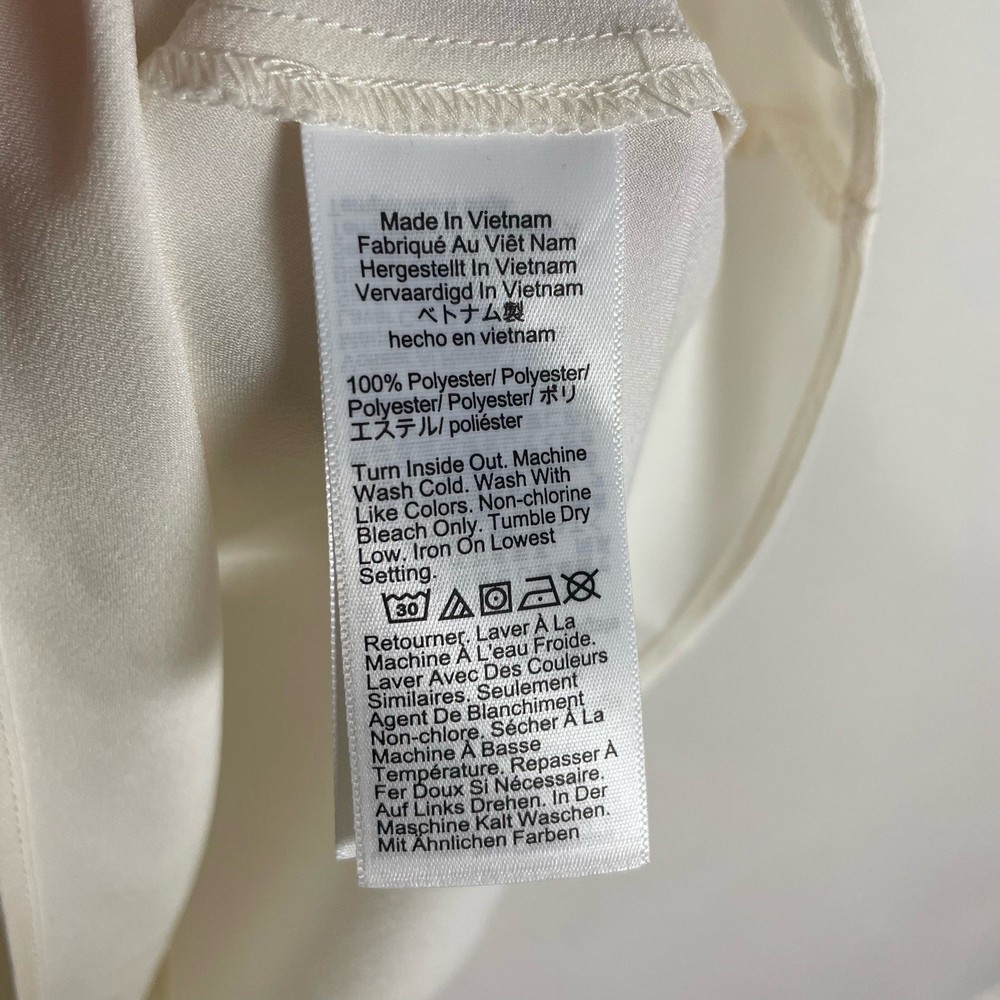 Made In Vietnam
Fabriqué Au Viêt Nam
Hergestellt In Vietnam
Vervaardigd In Vietnam
ベトナム製
hecho en vietnam
100% Polyester/ Polyester/
Polyester/ Polyester/ ポリ
エステル/ poliéster
Turn Inside Out. Machine
Wash Cold. Wash With
Like Colors. Non-chlorine
Bleach Only. Tumble Dry
Low. Iron On Lowest
Setting.
30
Retourner. Laver À La
Machine À L'eau Froide.
Laver Avec Des Couleurs
Similaires. Seulement
Agent De Blanchiment
Non-chlore. Sécher À La
Machine À Basse
Température. Repasser À
Fer Doux Si Nécessaire.
Auf Links Drehen. In Der
Maschine Kalt Waschen.
Mit Ähnlichen Farben